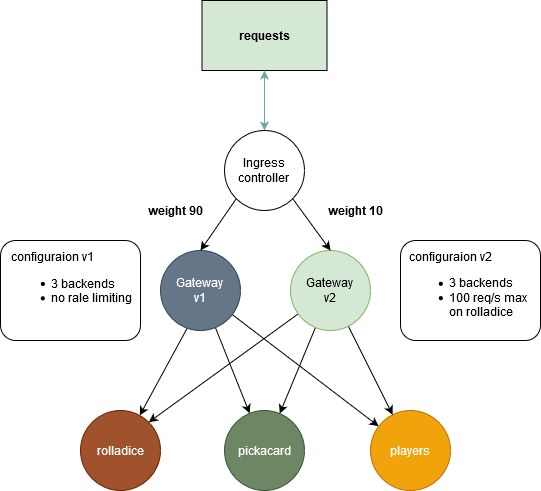 requests
Ingress
controller
weight 90
weight 10
configuraion v1
3 backends
no rale limiting
Gateway
v1
Gateway
v2
configuraion v2
3 backends
100 req/s max
on rolladice
rolladice
pickacard
players